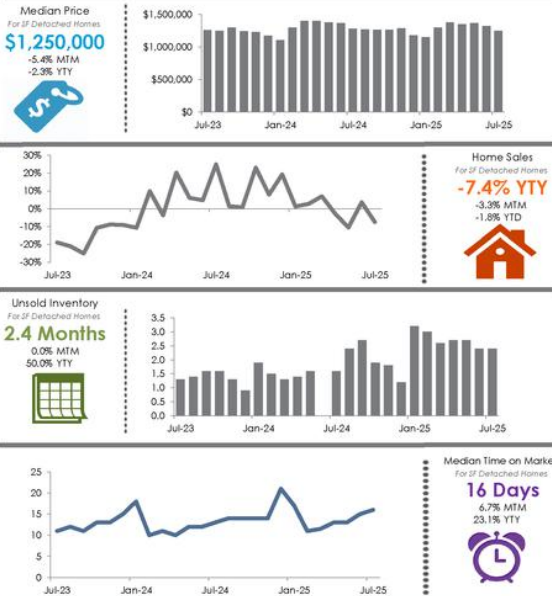 Median Price
For SF Detached Homes
$1,250,000
-5.4% MTM
-2.3% YTY
$
$1,500,000
$1,000,000
$500,000
$0
Jul-23 Jan-24 Jul-24 Jan-25 Jul-25
30%
20%
10%
0%
-10%
-20%
-30%
Jul-23 Jan-24 Jul-24 Jan-25 Jul-25
Home Sales
For SF Detached Homes
-7.4% YTY
-3.3% MTM
-1.8% YTD
Unsold Inventory
For SF Detached Homes
2.4 Months
0.0% MTM
50.0% YTY
3.5
3.0
2.5
2.0
1.5
1.0
0.5
0.0
Jul-23 Jan-24 Jul-24 Jan-25 Jul-25
25
20
15
10
5
0
Jul-23 Jan-24 Jul-24 Jan-25 Jul-25
Median Time on Marke
For SF Detached Homes
16 Days
6.7% MTM
23.1% YTY